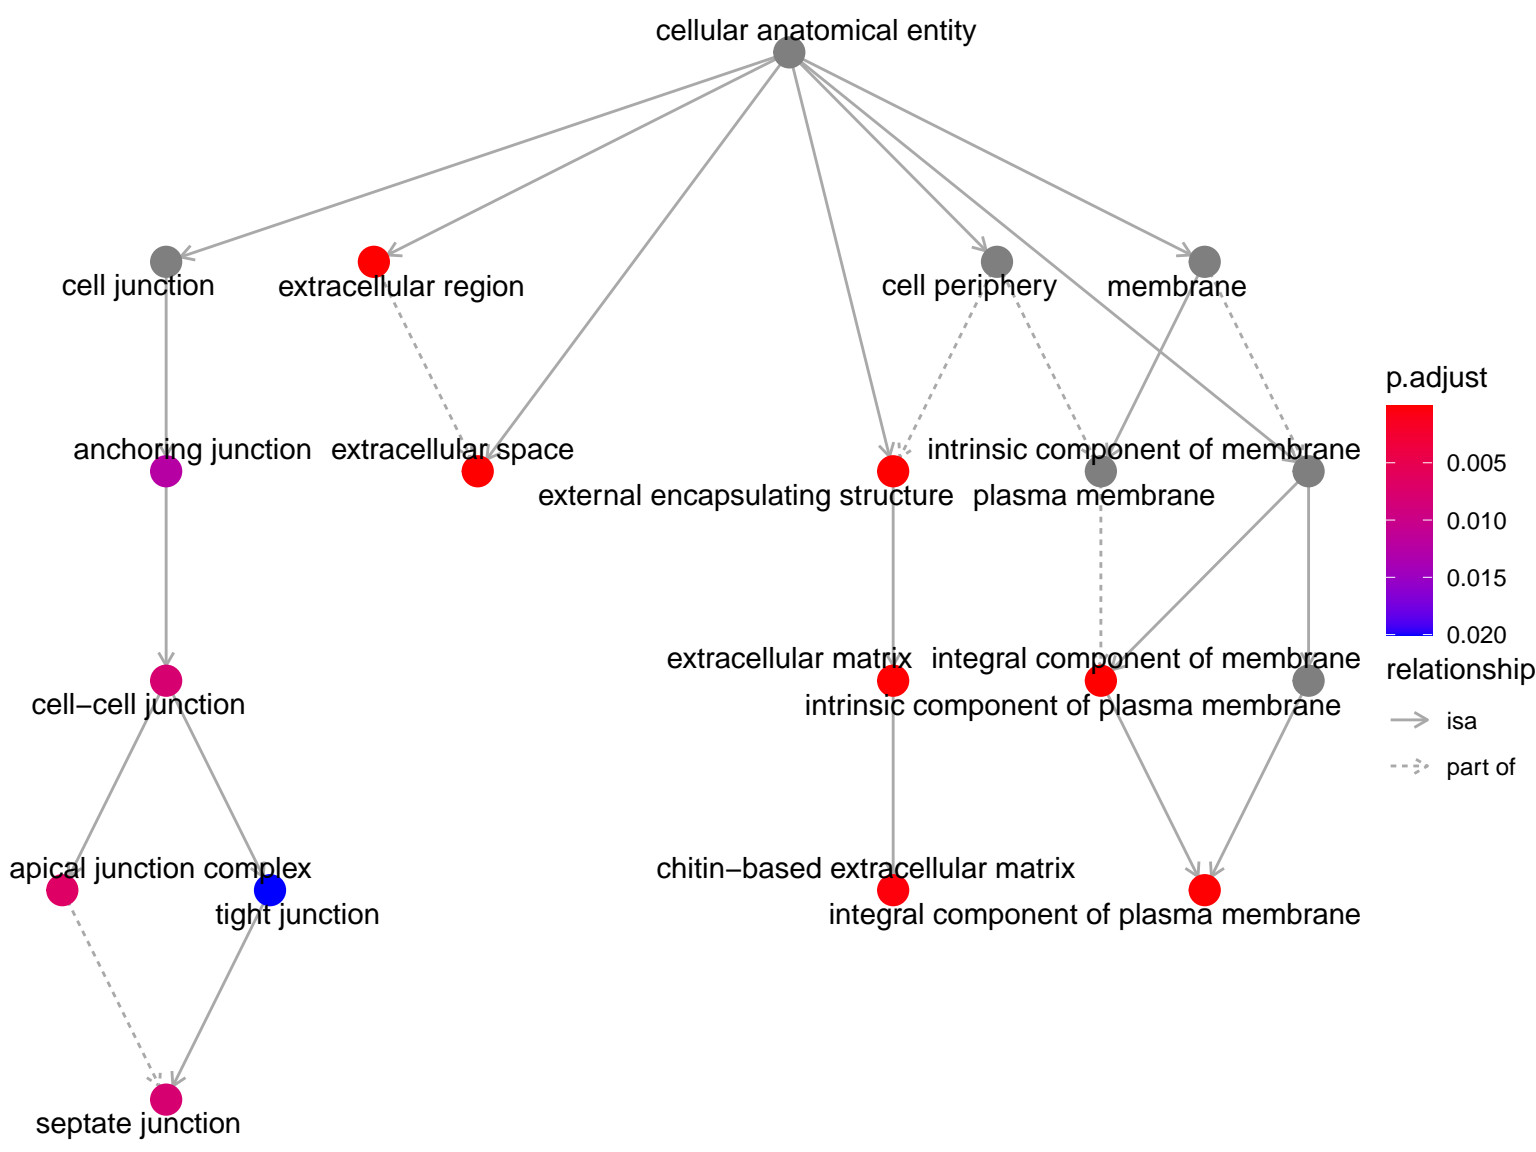 cellular anatomical entity
cell junction
extracellular region
cell periphery
membrane
anchoring junction
extracellular space
intrinsic component of membrane
external encapsulating structure
plasma membrane
extracellular matrix
integral component of membrane
cell−cell junction
intrinsic component of plasma membrane
apical junction complex
chitin−based extracellular matrix
tight junction
integral component of plasma membrane
septate junction
p.adjust
0.005
0.010
0.015
0.020
relationship
isa
part of